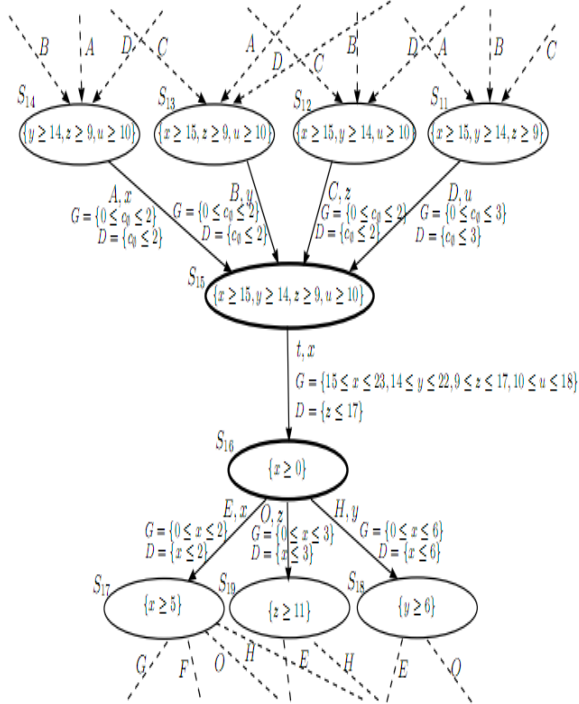 B A D C A D C B D A B C
S₁₄ S₁₃ S₁₂ S₁₁
{y ≥ 14, z ≥ 9, u ≥ 10} {x ≥ 15, z ≥ 9, u ≥ 10} {x ≥ 15, y ≥ 14, u ≥ 10} {x ≥ 15, y ≥ 14, z ≥ 9}
A, x B, y C, z D, u
G = {0 ≤ c₀ ≤ 2} G = {0 ≤ c₀ ≤ 2} G = {0 ≤ c₀ ≤ 2} G = {0 ≤ c₀ ≤ 3}
D = {c₀ ≤ 2} D = {c₀ ≤ 2} D = {c₀ ≤ 2} D = {c₀ ≤ 3}
S₁₅
{x ≥ 15, y ≥ 14, z ≥ 9, u ≥ 10}
t, x
G = {15 ≤ x ≤ 23, 14 ≤ y ≤ 22, 9 ≤ z ≤ 17, 10 ≤ u ≤ 18}
D = {z ≤ 17}
S₁₆
{x ≥ 0}
E, x O, z H, y
G = {0 ≤ x ≤ 2} G = {0 ≤ x ≤ 3} G = {0 ≤ x ≤ 6}
D = {x ≤ 2} D = {x ≤ 3} D = {x ≤ 6}
S₁₇ S₁₉ S₁₈
{x ≥ 5} {z ≥ 11} {y ≥ 6}
G F O H E H E O